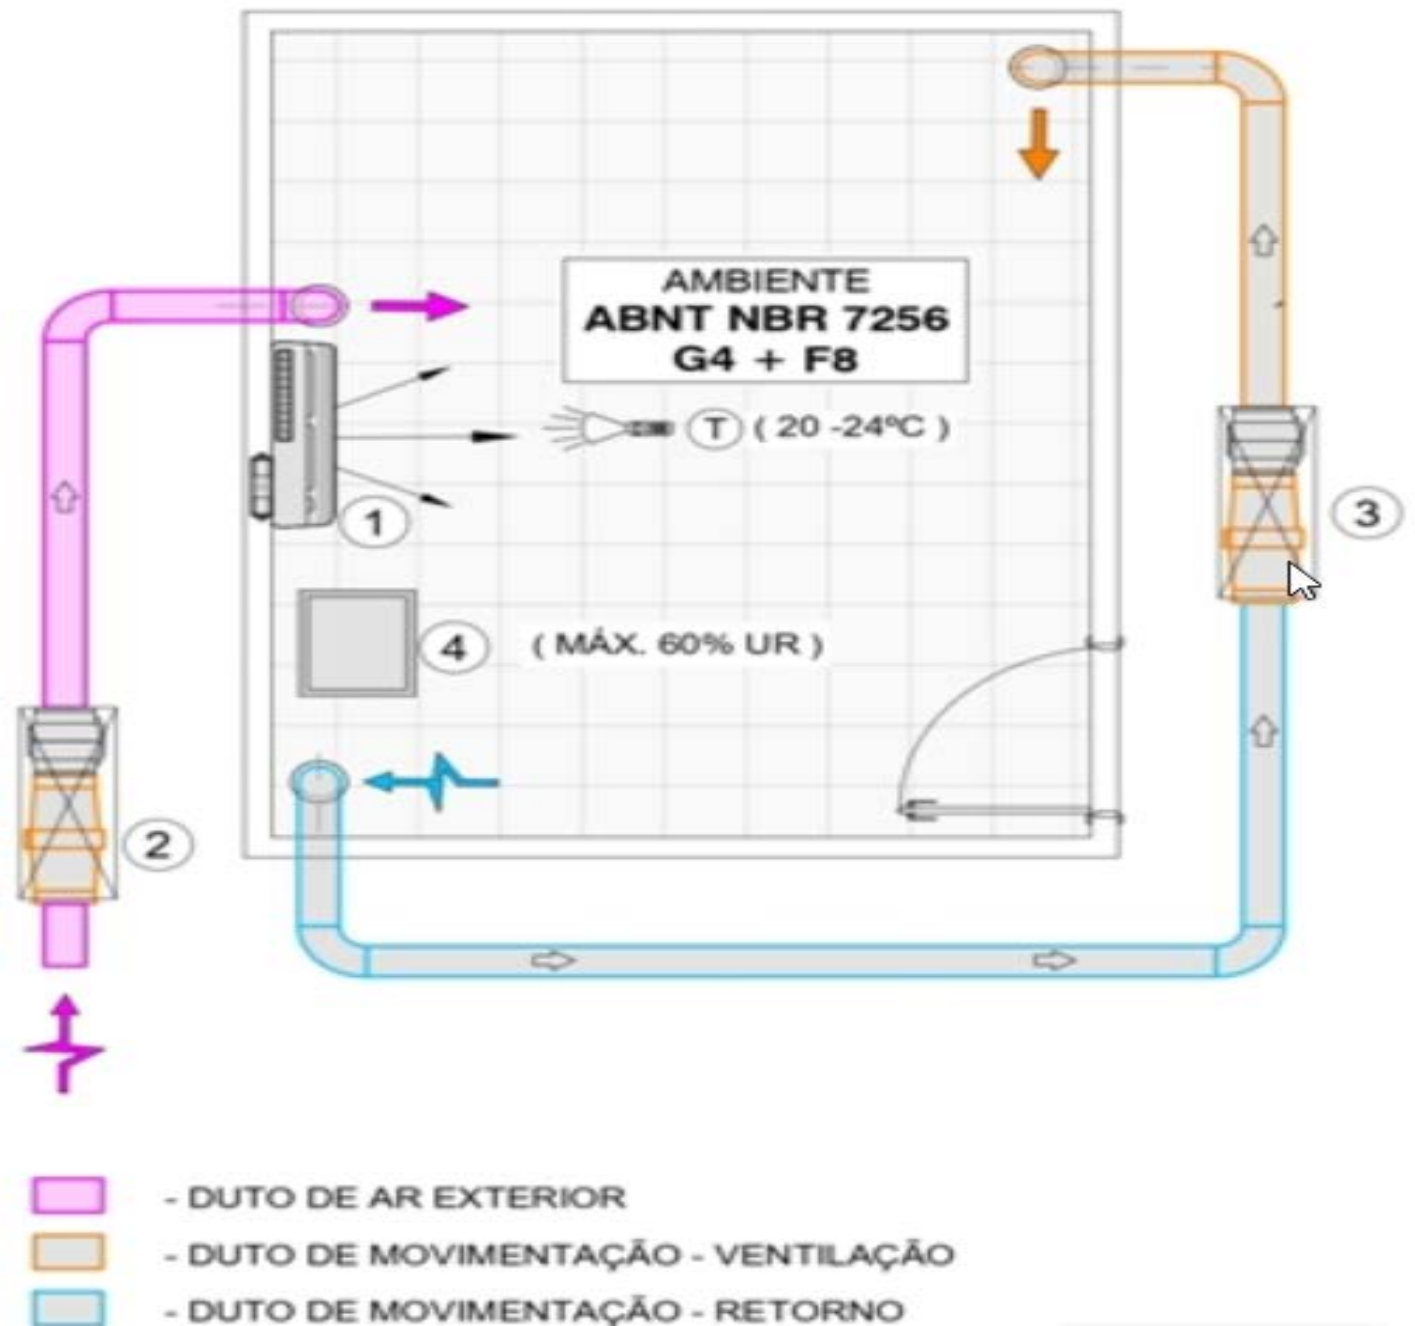 AMBIENTE
ABNT NBR 7256
G4 + F8
T ( 20 -24ºC )
1
3
4 ( MÁX. 60% UR )
2
- DUTO DE AR EXTERIOR
- DUTO DE MOVIMENTAÇÃO - VENTILAÇÃO
- DUTO DE MOVIMENTAÇÃO - RETORNO